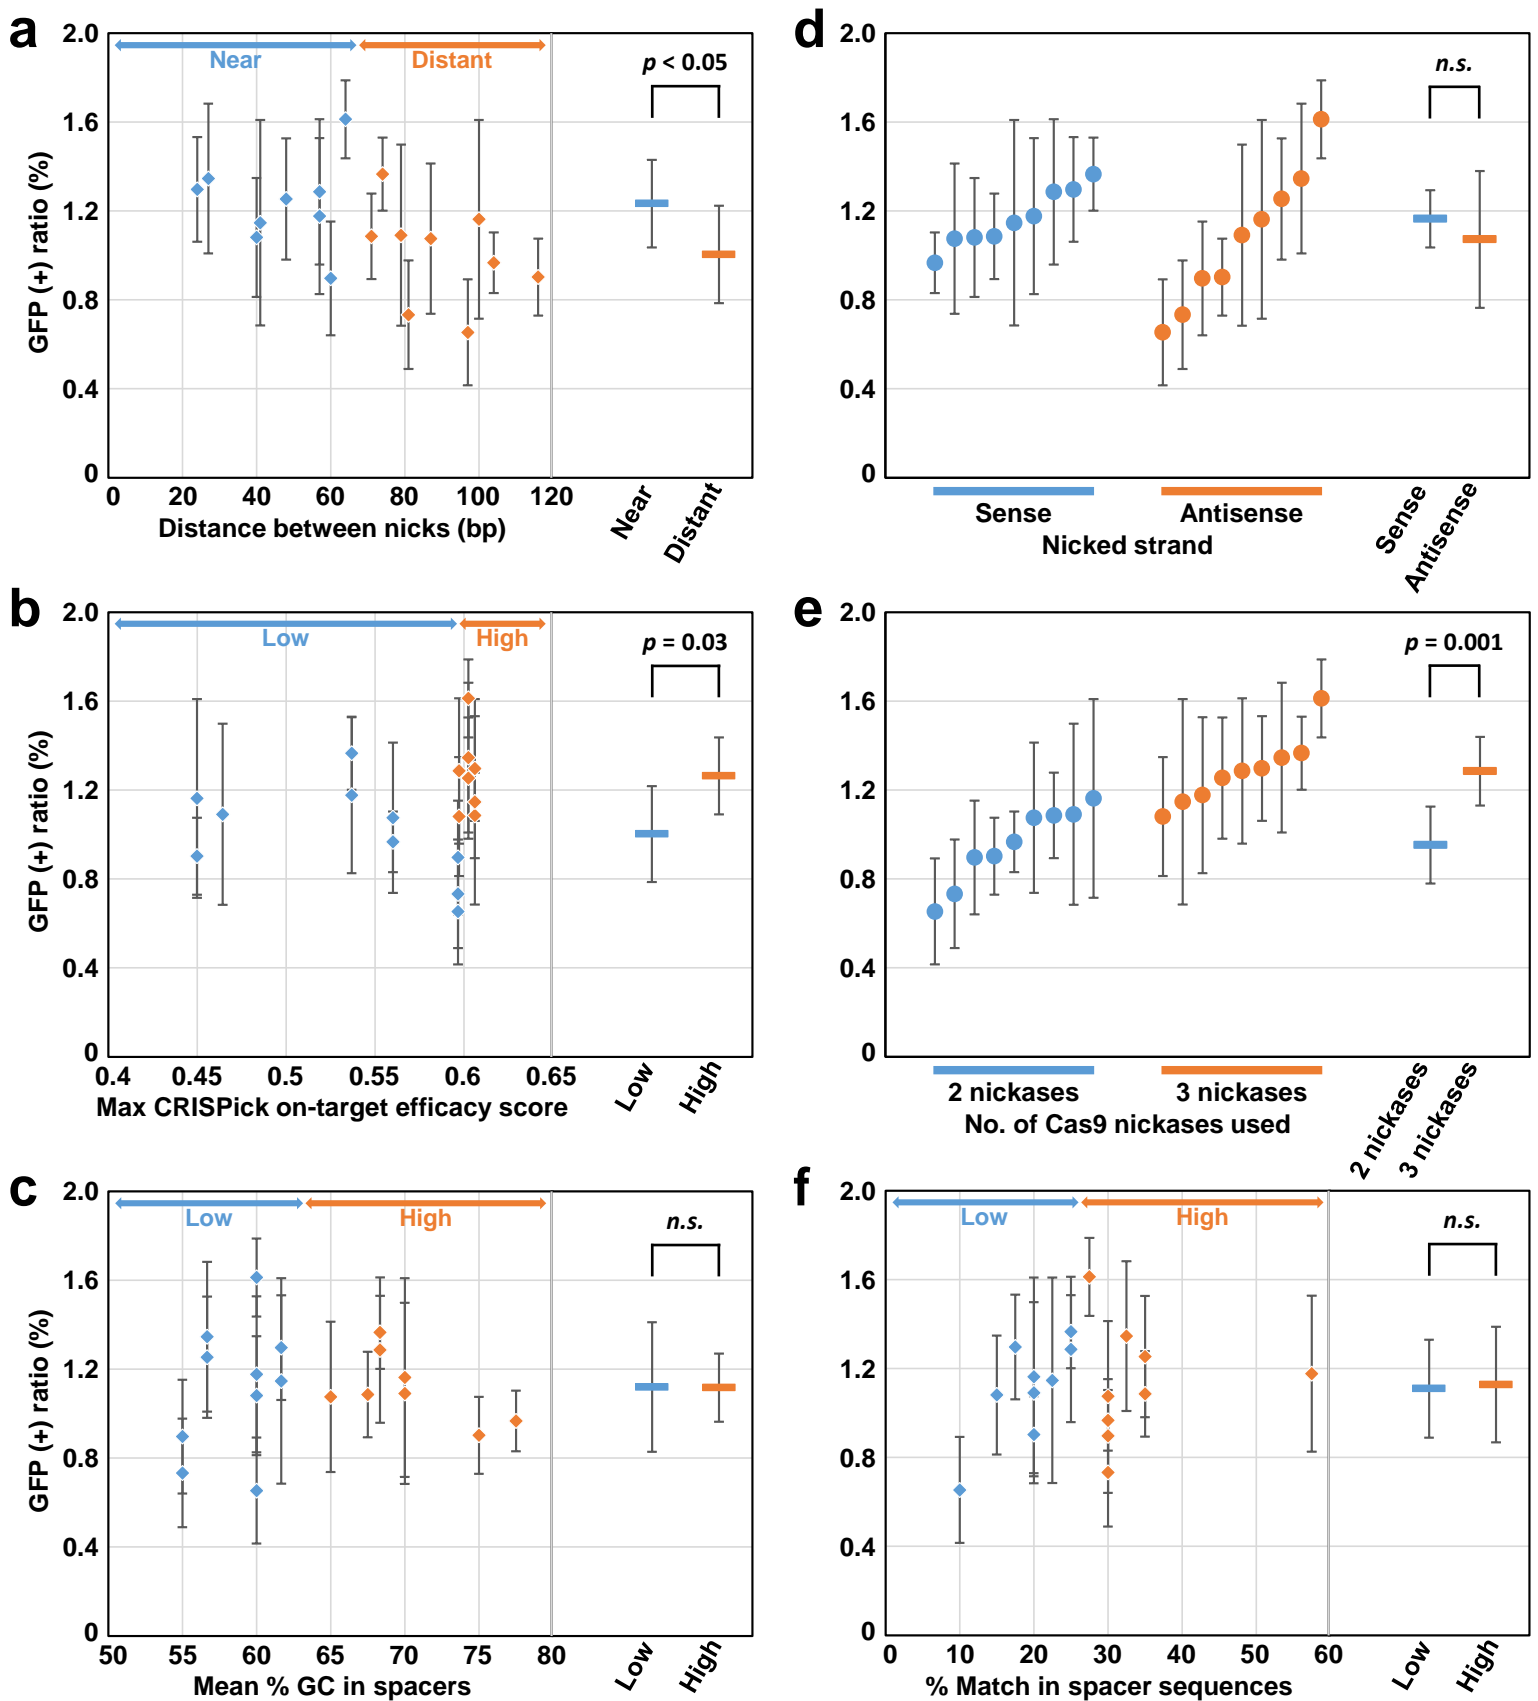 a
2.0
1.6
1.2
0.8
0.4
0
GFP (+) ratio (%)
Near
Distant
p < 0.05
0 20 40 60 80 100 120
Distance between nicks (bp)
Near
Distant
d
2.0
1.6
1.2
0.8
0.4
0
n.s.
Sense
Antisense
Nicked strand
Sense
Antisense
b
2.0
1.6
1.2
0.8
0.4
0
GFP (+) ratio (%)
Low
High
p = 0.03
0.4 0.45 0.5 0.55 0.6 0.65
Max CRISPick on-target efficacy score
Low
High
e
2.0
1.6
1.2
0.8
0.4
0
p = 0.001
2 nickases
3 nickases
No. of Cas9 nickases used
2 nickases
3 nickases
c
2.0
1.6
1.2
0.8
0.4
0
GFP (+) ratio (%)
Low
High
n.s.
50 55 60 65 70 75 80
Mean % GC in spacers
Low
High
f
2.0
1.6
1.2
0.8
0.4
0
Low
High
n.s.
0 10 20 30 40 50 60
% Match in spacer sequences
Low
High